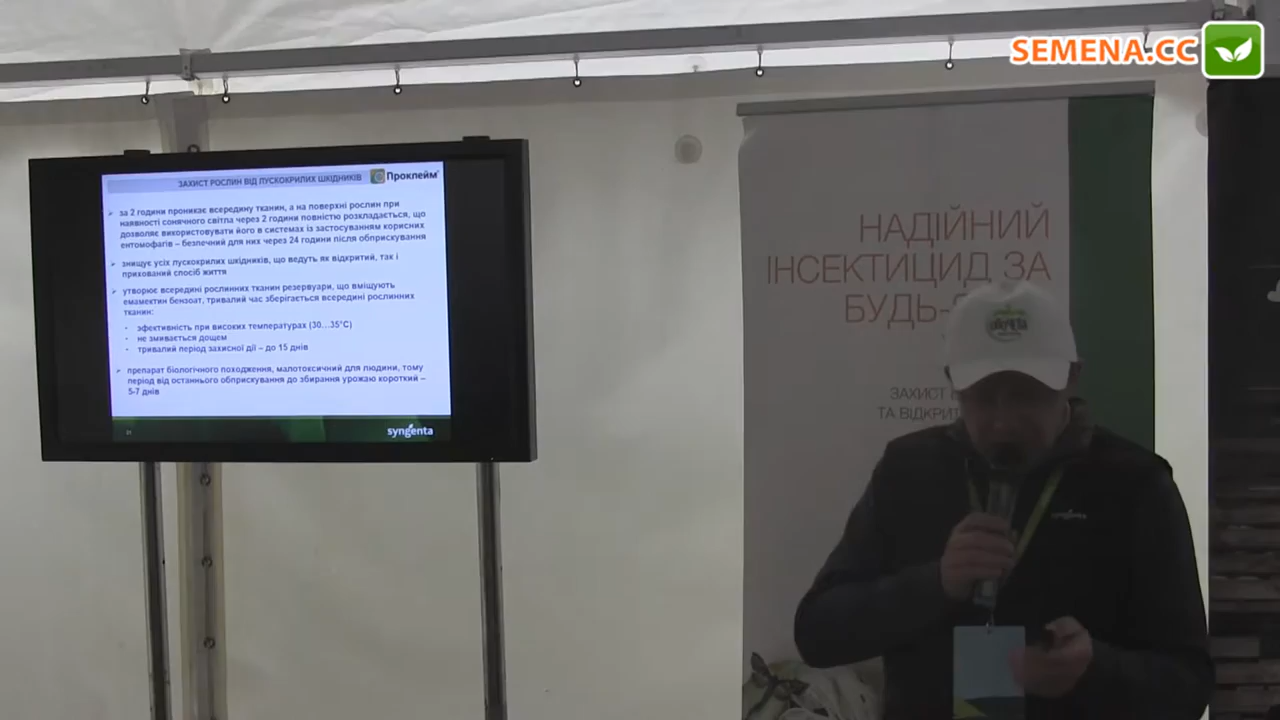 SEMENA.CC
ЗАХИСТ РОСЛИН ВІД ЛУСКОКРИЛИХ ШКІДНИКІВ
Проклейм®
за 2 години проникає всередину тканин, а на поверхні рослин при
наявності сонячного світла через 2 години повністю розкладається, що
дозволяє використовувати його в системах із застосуванням корисних
ентомофагів – безпечний для них через 24 години після обприскування
знищує усіх лускокрилих шкідників, що ведуть як відкритий, так і
прихований спосіб життя
утворює всередині рослинних тканин резервуари, що вміщують
емамектин бензоат, тривалий час зберігається всередині рослинних
тканин:
ефективність при високих температурах (30…35°С)
не змивається дощем
тривалий період захисної дії – до 15 днів
препарат біологічного походження, малотоксичний для людини, тому
період від останнього обприскування до збирання урожаю короткий –
5-7 днів
syngenta
НАДІЙНИЙ
ІНСЕКТИЦИД ЗА
БУДЬ-
ЗАХИСТ
ТА ВІДКРИТ
syngenta